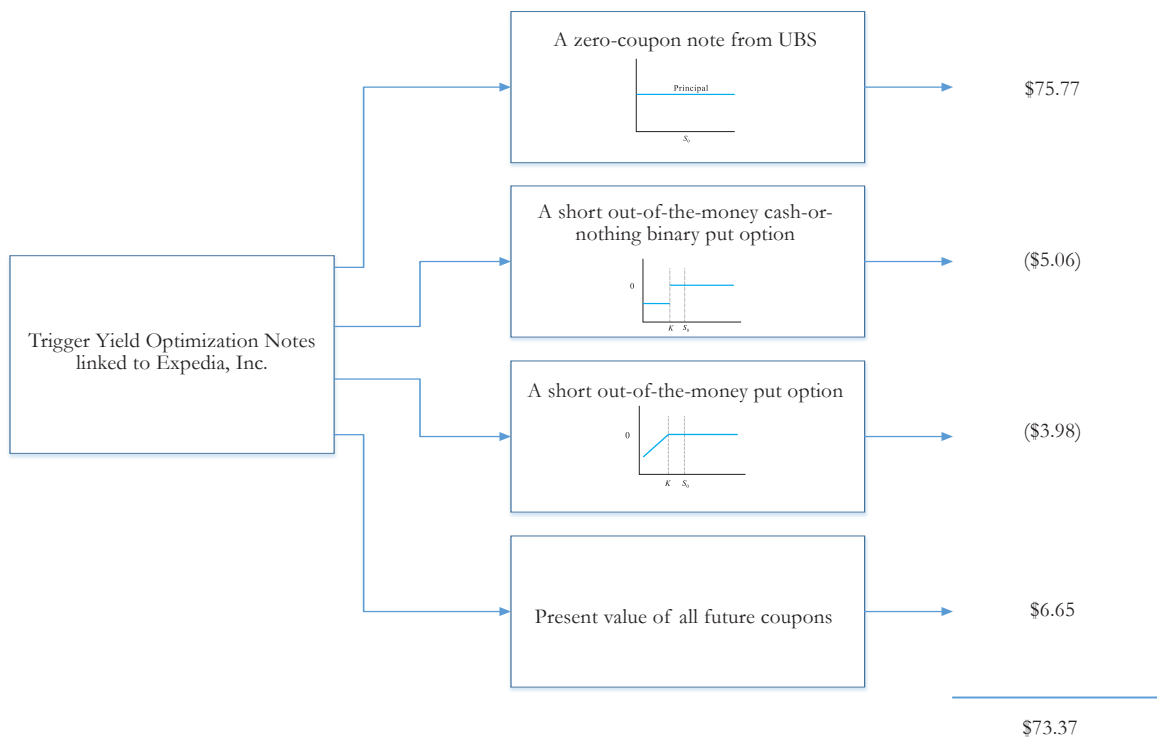 A zero-coupon note from UBS
Principal
S₀
$75.77
A short out-of-the-money cash-or-
nothing binary put option
0
K
S₀
($5.06)
Trigger Yield Optimization Notes
linked to Expedia, Inc.
A short out-of-the-money put option
0
K
S₀
($3.98)
Present value of all future coupons
$6.65
$73.37